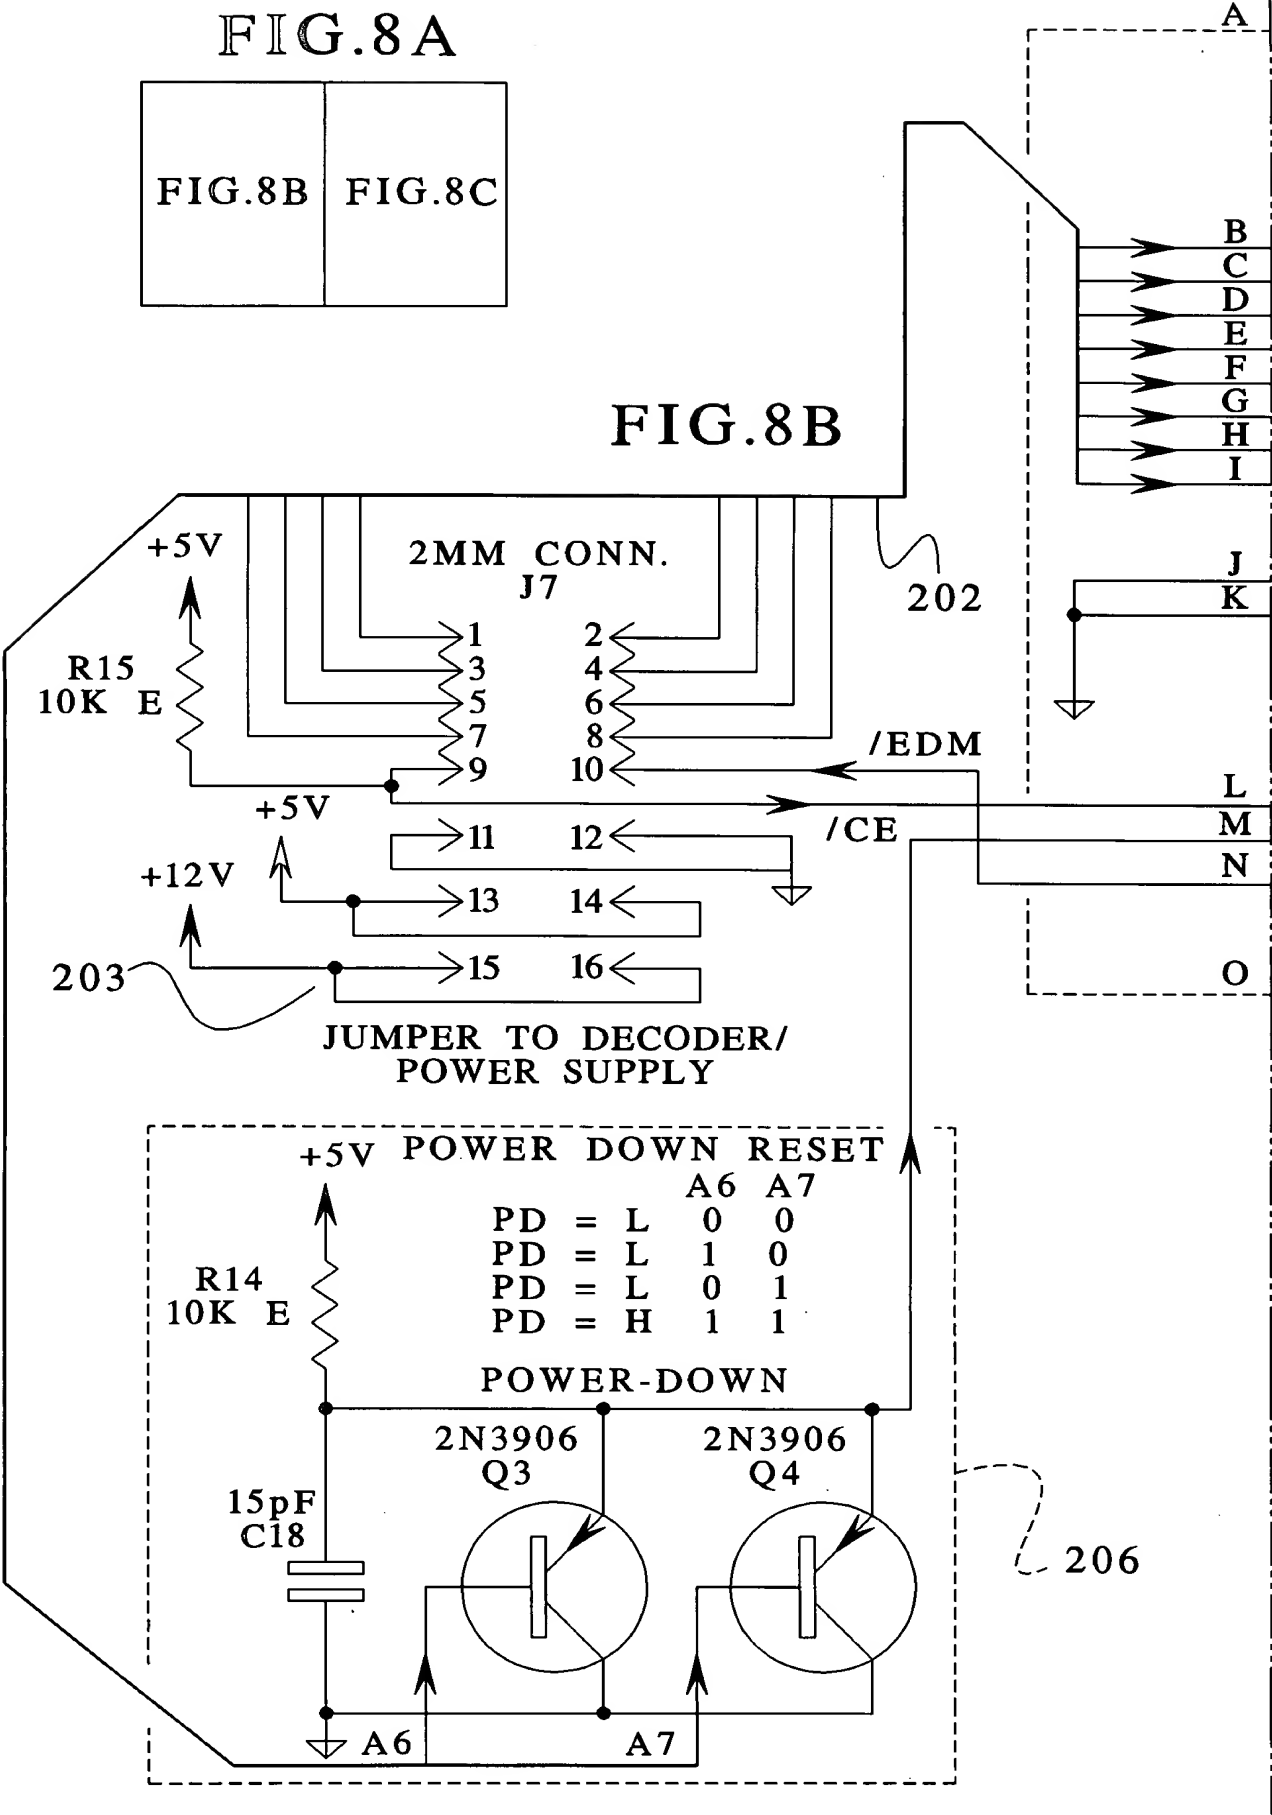 FIG.8A
A
FIG.8B FIG.8C
B
C
D
E
F
G
H
I
FIG.8B
+5V
2MM CONN.
J7
202
J
K
R15
10K E
1 2
3 4
5 6
7 8
9 10
/EDM
+5V
L
/CE
M
11 12
+12V
N
13 14
203
15 16
O
JUMPER TO DECODER/
POWER SUPPLY
+5V POWER DOWN RESET
A6 A7
PD = L 0 0
PD = L 1 0
PD = L 0 1
PD = H 1 1
R14
10K E
POWER-DOWN
2N3906
Q3
2N3906
Q4
15pF
C18
206
A6
A7